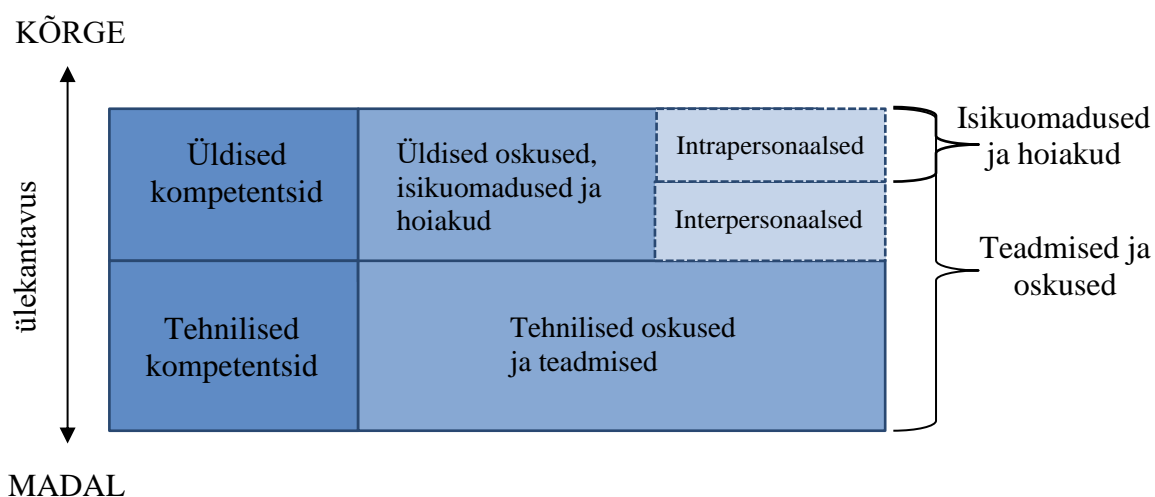 KÕRGE
ülekantavus
Üldised
kompetentsid
Üldised oskused,
isikuomadused ja
hoiakud
Intrapersonaalsed
Interpersonaalsed
Isikuomadused
ja hoiakud
Teadmised ja
oskused
Tehnilised
kompetentsid
Tehnilised oskused
ja teadmised
MADAL